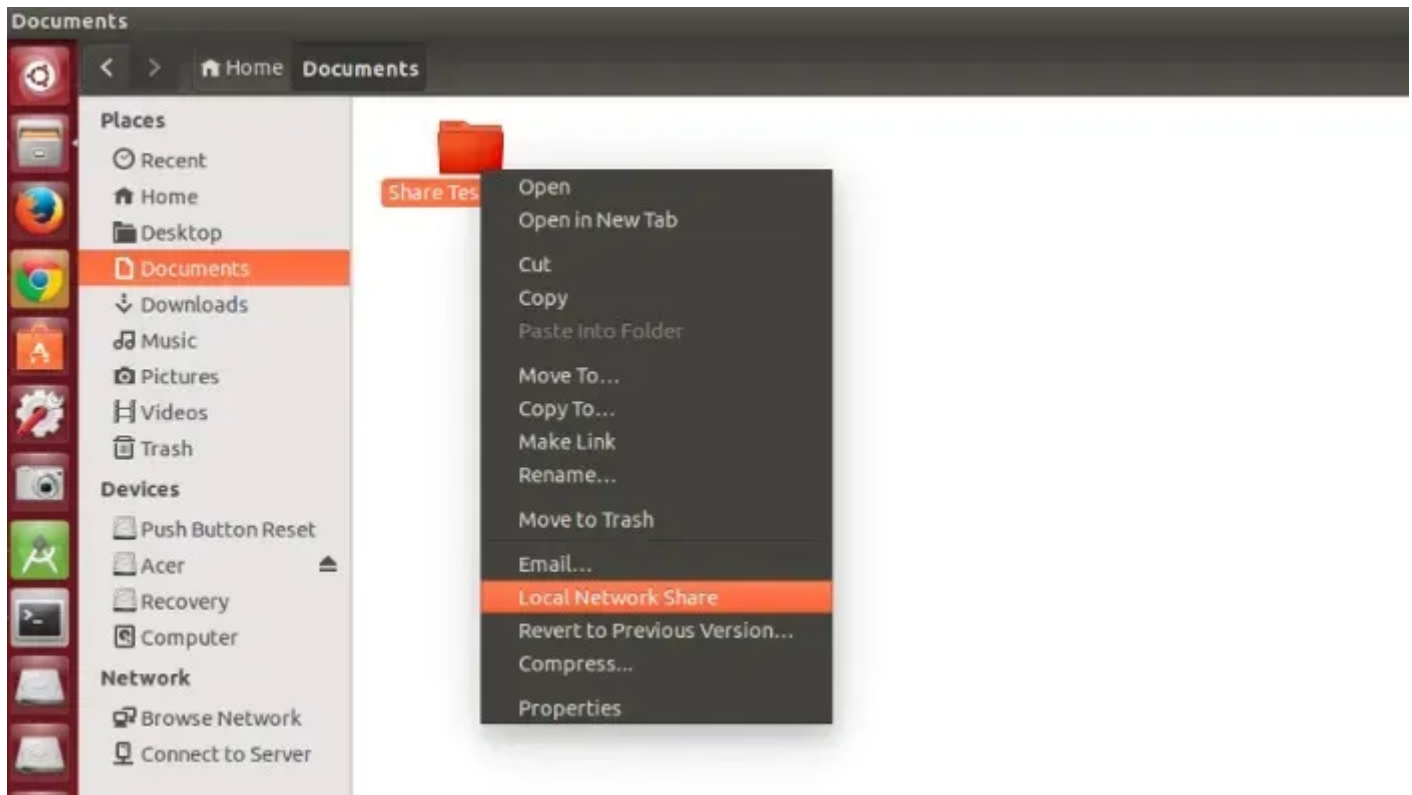 Documents
Home Documents
Places
Recent
Home
Desktop
Documents
Downloads
Music
Pictures
Videos
Trash
Devices
Push Button Reset
Acer
Recovery
Computer
Network
Browse Network
Connect to Server
Share Tes
Open
Open in New Tab
Cut
Copy
Paste Into Folder
Move To...
Copy To...
Make Link
Rename...
Move to Trash
Email...
Local Network Share
Revert to Previous Version...
Compress...
Properties